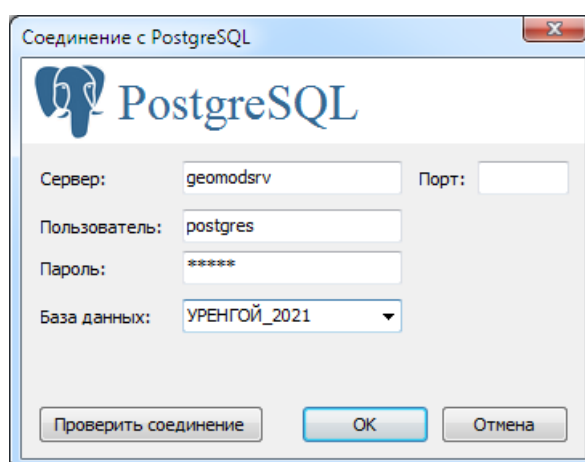 Соединение с PostgreSQL
PostgreSQL
Сервер: geomodsrv Порт:
Пользователь: postgres
Пароль: *****
База данных: УРЕНГОЙ_2021
Проверить соединение OK Отмена